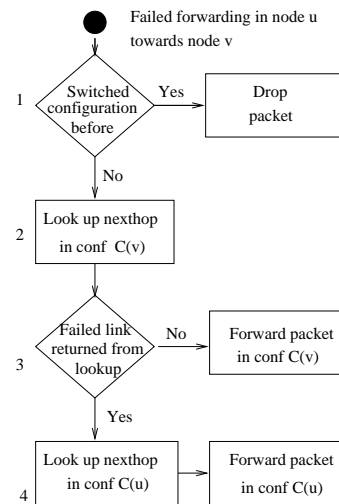 Failed forwarding in node u
towards node v
1
Switched
configuration
before
Yes
Drop
packet
No
2
Look up nexthop
in conf C(v)
3
Failed link
returned from
lookup
No
Forward packet
in conf C(v)
Yes
4
Look up nexthop
in conf C(u)
Forward packet
in conf C(u)